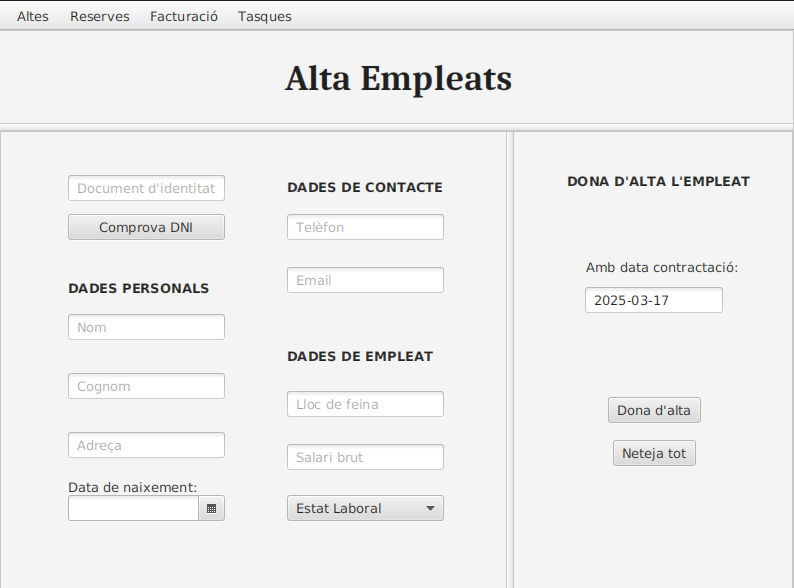 Altes Reserves Facturació Tasques
Alta Empleats
Document d'identitat
Comprova DNI
DADES PERSONALS
Nom
Cognom
Adreça
Data de naixement:
DADES DE CONTACTE
Telèfon
Email
DADES DE EMPLEAT
Lloc de feina
Salari brut
Estat Laboral
DONA D'ALTA L'EMPLEAT
Amb data contractació:
2025-03-17
Dona d'alta
Neteja tot